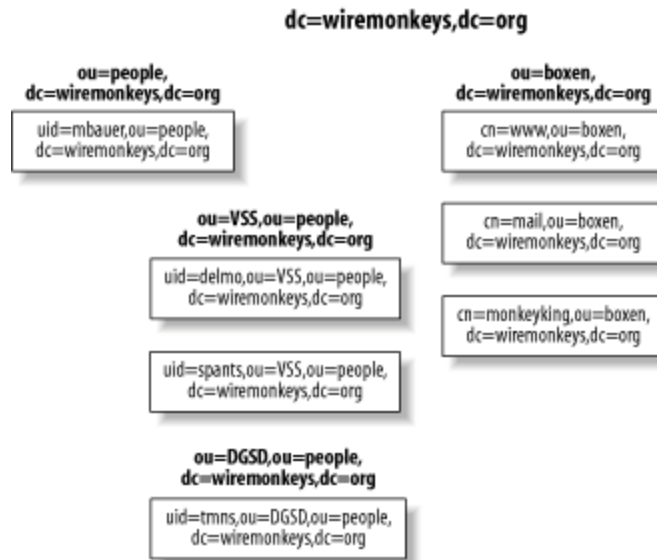 dc=wiremonkeys,dc=org
ou=people,
dc=wiremonkeys,dc=org
uid=mbauer,ou=people,
dc=wiremonkeys,dc=org
ou=VSS,ou=people,
dc=wiremonkeys,dc=org
uid=delmo,ou=VSS,ou=people,
dc=wiremonkeys,dc=org
uid=spants,ou=VSS,ou=people,
dc=wiremonkeys,dc=org
ou=DGSD,ou=people,
dc=wiremonkeys,dc=org
uid=tmns,ou=DGSD,ou=people,
dc=wiremonkeys,dc=org
ou=boxen,
dc=wiremonkeys,dc=org
cn=www,ou=boxen,
dc=wiremonkeys,dc=org
cn=mail,ou=boxen,
dc=wiremonkeys,dc=org
cn=monkeyking,ou=boxen,
dc=wiremonkeys,dc=org